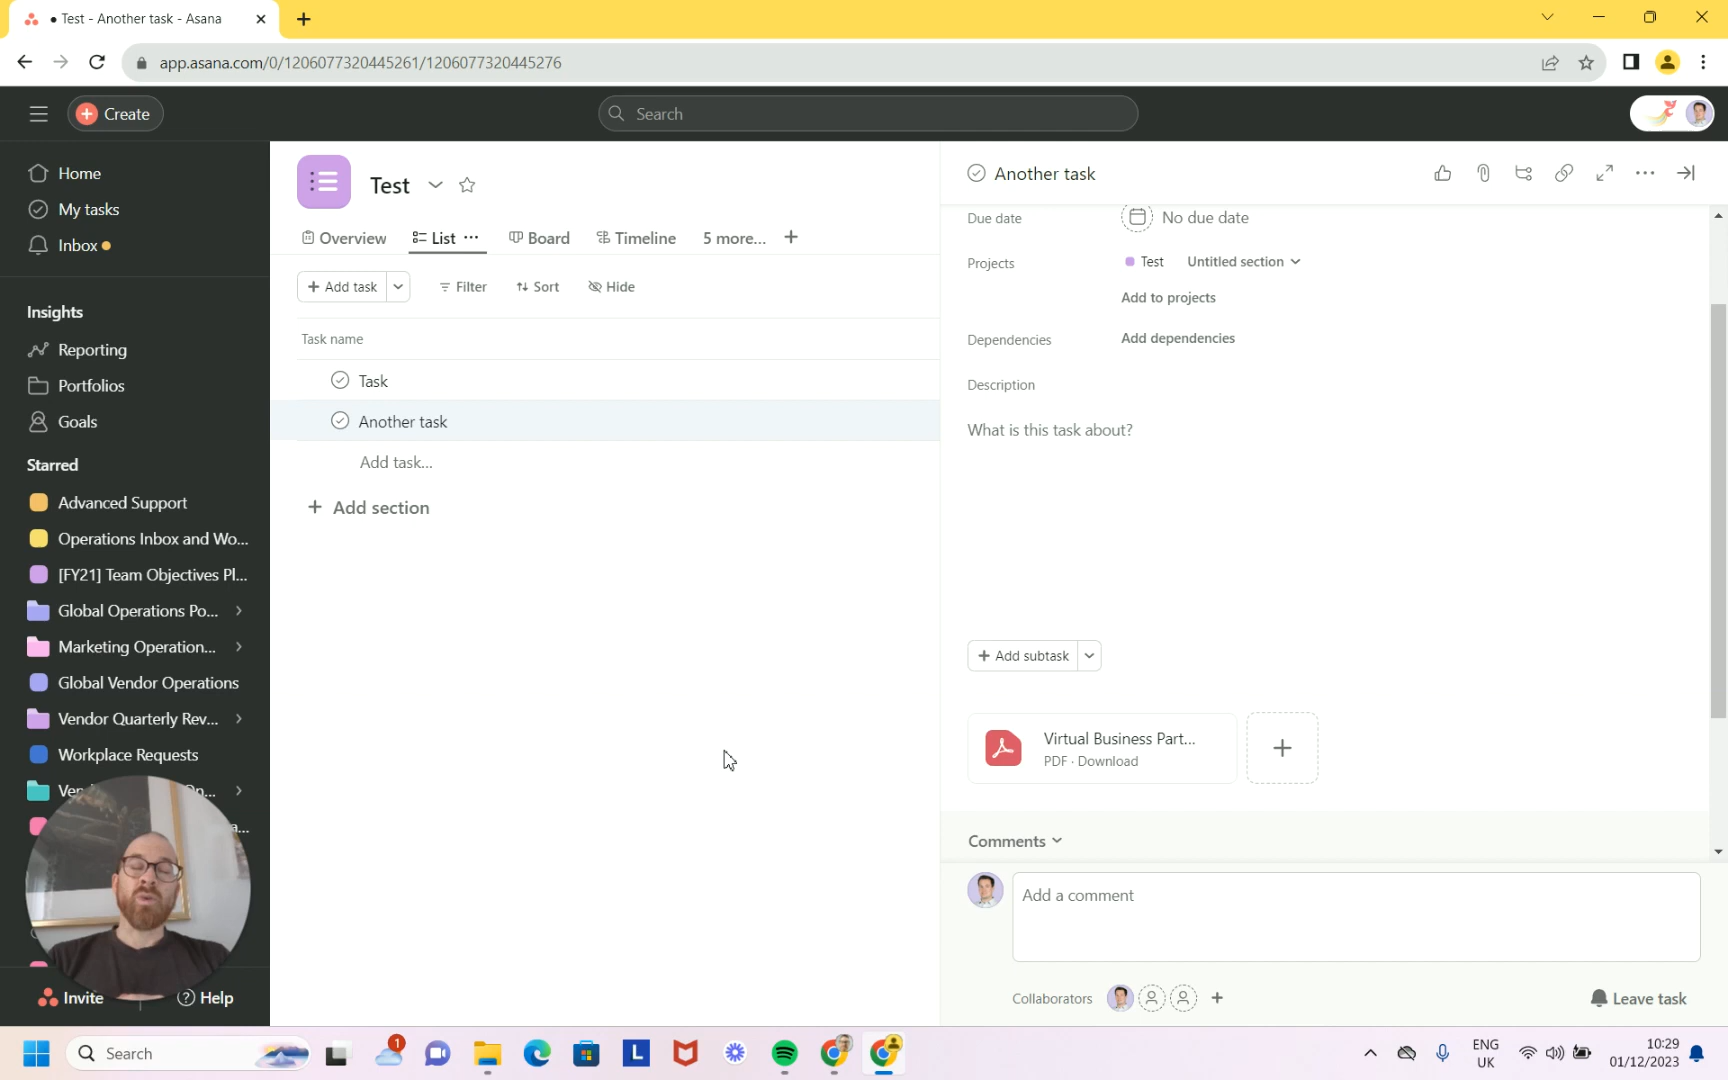 • Test - Another task - Asana
app.asana.com/0/1206077320445261/1206077320445276
Create
Search
Home
My tasks
Inbox
Insights
Reporting
Portfolios
Goals
Starred
Advanced Support
Operations Inbox and Wo...
[FY21] Team Objectives Pl...
Global Operations Po...
Marketing Operation...
Global Vendor Operations
Vendor Quarterly Rev...
Workplace Requests
Invite
Help
Test
Overview List Board Timeline 5 more...
Add task Filter Sort Hide
Task name
Task
Another task
Add task...
Add section
Another task
Due date No due date
Projects Test Untitled section
Add to projects
Dependencies Add dependencies
Description
What is this task about?
Add subtask
Virtual Business Part...
PDF · Download
Comments
Add a comment
Collaborators
Leave task
Search
1
L
ENG
UK
10:29
01/12/2023